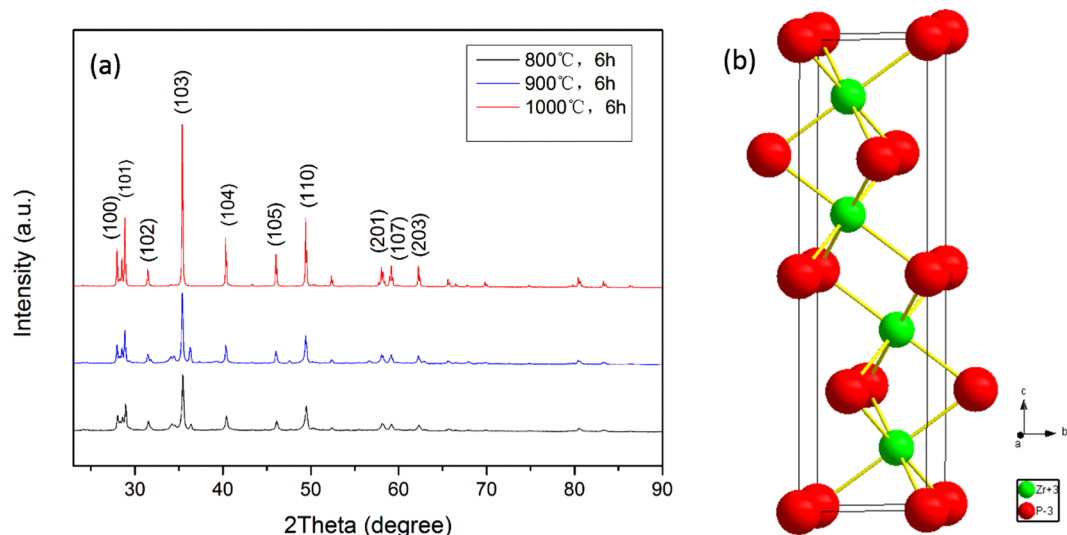 (a)
800℃, 6h
900℃, 6h
1000℃, 6h
(100)
(101)
(102)
(103)
(104)
(105)
(110)
(201)
(107)
(203)
Intensity (a.u.)
30 40 50 60 70 80 90
2Theta (degree)
(b)
c
a
b
Zr+3
P-3